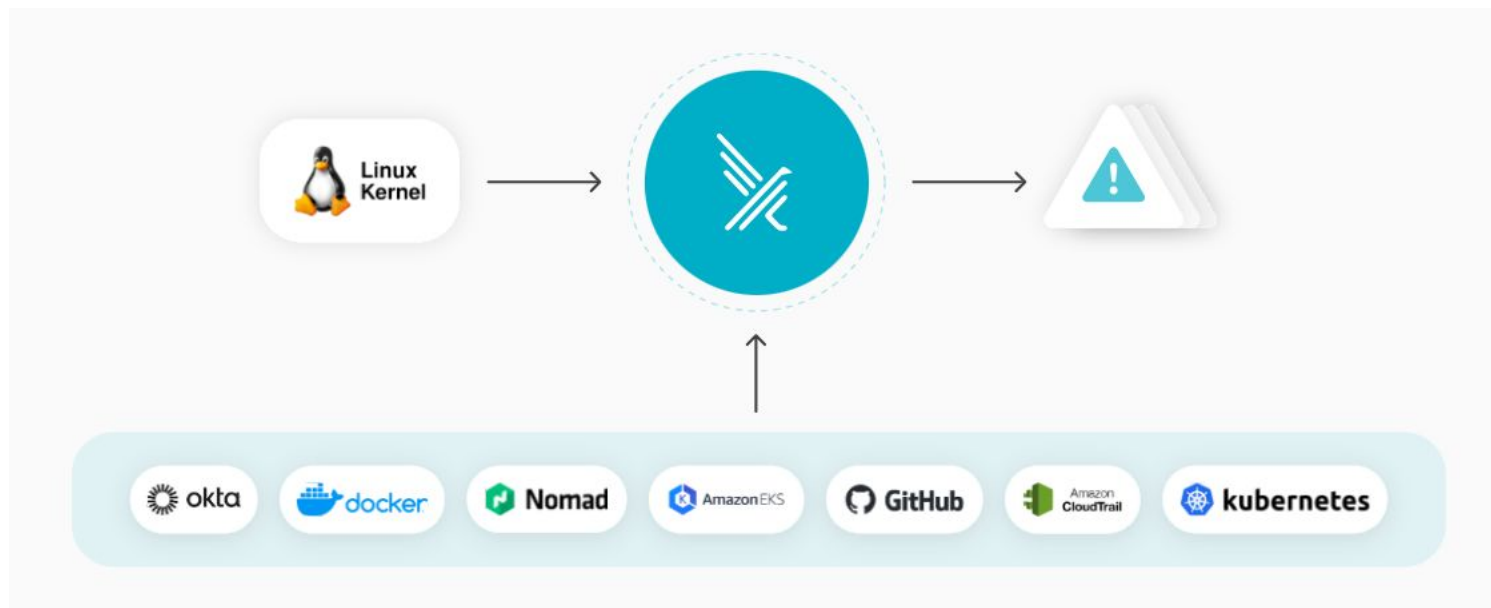 Linux
Kernel
okta
docker
Nomad
Amazon EKS
GitHub
Amazon
CloudTrail
kubernetes